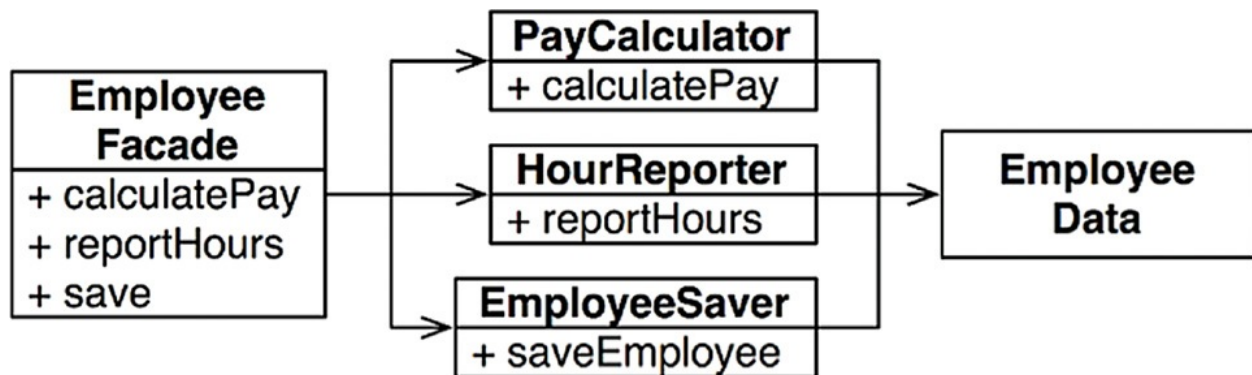 Employee
Facade
+ calculatePay
+ reportHours
+ save
PayCalculator
+ calculatePay
HourReporter
+ reportHours
EmployeeSaver
+ saveEmployee
Employee
Data